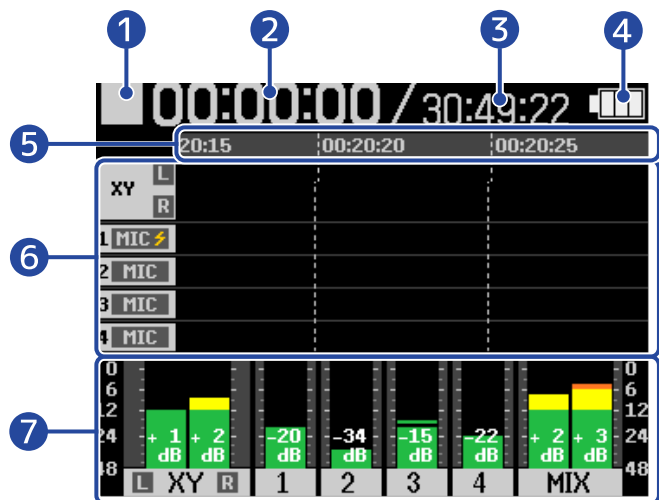 1 2 3 4
00:00:00/30:49:22
5 20:15 00:20:20 00:20:25
6
XY L
R
1 MIC
2 MIC
3 MIC
4 MIC
7
0 0
6 6
12 12
24 + 1 + 2 -20 -34 -15 -22 + 2 + 3 24
dB dB dB dB dB dB dB dB
48 48
L XY R 1 2 3 4 MIX